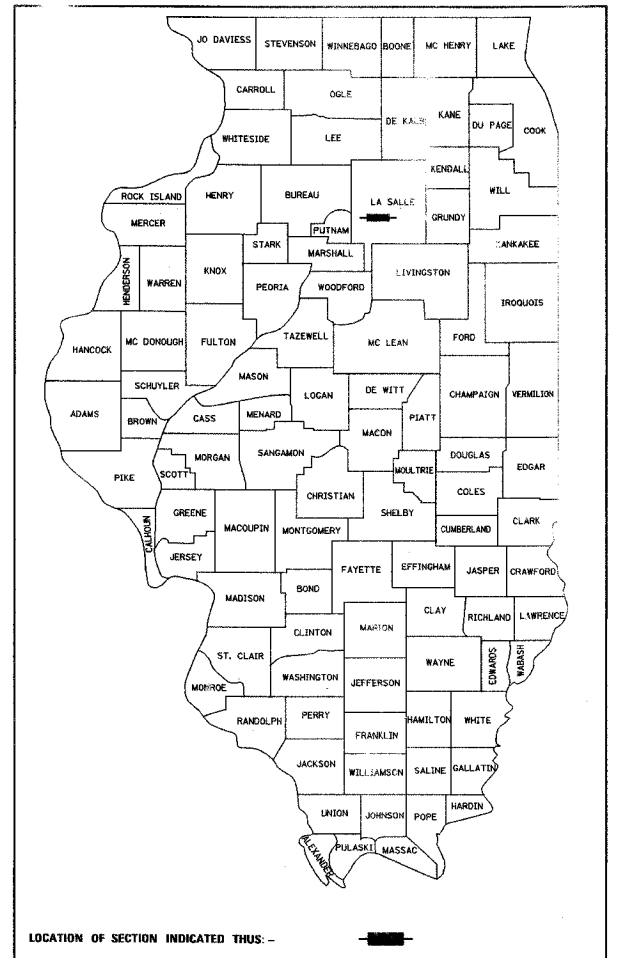 JO DAVIESS STEVENSON WINNEBAGO BOONE MC HENRY LAKE
CARROLL OGLE DE KALB KANE DU PAGE COOK
WHITESIDE LEE KENDALL
ROCK ISLAND HENRY BUREAU LA SALLE GRUNDY WILL
MERCER STARK PUTNAM KANKAKEE
HENDERSON WARREN KNOX MARSHALL LIVINGSTON
PEORIA WOODFORD IROQUOIS
HANCOCK MC DONOUGH FULTON TAZEWELL MC LEAN FORD
SCHUYLER MASON LOGAN DE WITT CHAMPAIGN VERMILION
ADAMS BROWN CASS MENARD MACON PIATT
PIKE SCOTT MORGAN SANGAMON MOULTRIE DOUGLAS EDGAR
CHRISTIAN COLES
CALHOUN GREENE MACOUPIN MONTGOMERY SHELBY CUMBERLAND CLARK
JERSEY
MADISON BOND FAYETTE EFFINGHAM JASPER CRAWFORD
CLINTON MARION CLAY RICHLAND LAWRENCE
ST. CLAIR WAYNE EDWARDS WABASH
MONROE WASHINGTON JEFFERSON
RANDOLPH PERRY FRANKLIN HAMILTON WHITE
JACKSON WILLIAMSON SALINE GALLATIN
UNION JOHNSON POPE HARDIN
ALEXANDER PULASKI MASSAC
LOCATION OF SECTION INDICATED THUS: -